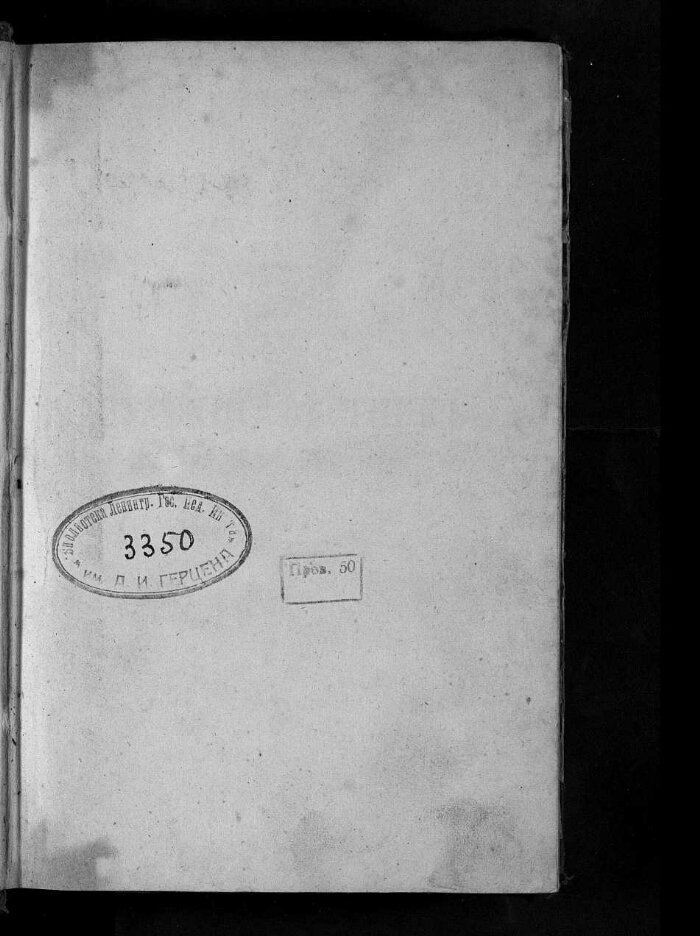 Библиотека Ленингр. Гос. Пед. Ин-та
3350
им. А. И. ГЕРЦЕНА
Пров. 50